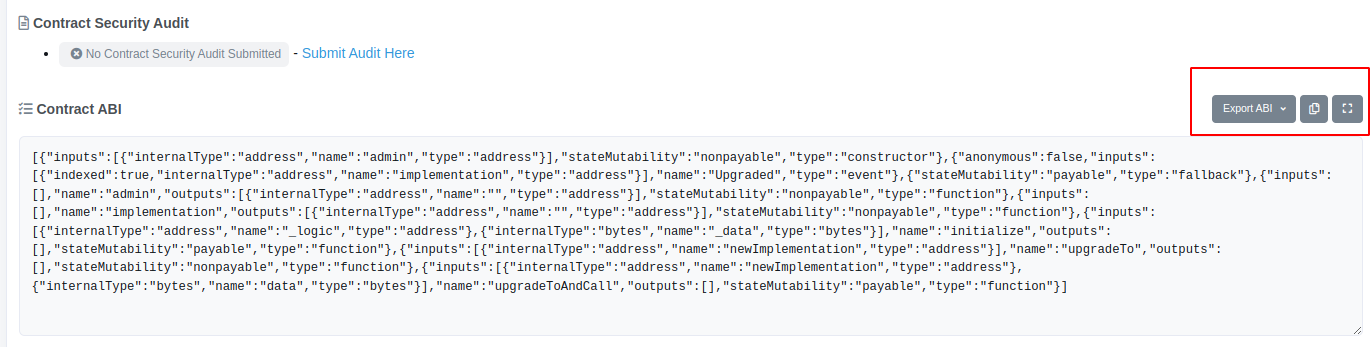 Contract Security Audit
No Contract Security Audit Submitted - Submit Audit Here
Contract ABI
Export ABI
[{"inputs":[{"internalType":"address","name":"admin","type":"address"}],"stateMutability":"nonpayable","type":"constructor"},{"anonymous":false,"inputs":
[{"indexed":true,"internalType":"address","name":"implementation","type":"address"}],"name":"Upgraded","type":"event"},{"stateMutability":"payable","type":"fallback"},{"inputs":
[],"name":"admin","outputs":[{"internalType":"address","name":"","type":"address"}],"stateMutability":"nonpayable","type":"function"},{"inputs":
[],"name":"implementation","outputs":[{"internalType":"address","name":"","type":"address"}],"stateMutability":"nonpayable","type":"function"},{"inputs":
[{"internalType":"address","name":"_logic","type":"address"},{"internalType":"bytes","name":"_data","type":"bytes"}],"name":"initialize","outputs":
[],"stateMutability":"payable","type":"function"},{"inputs":[{"internalType":"address","name":"newImplementation","type":"address"}],"name":"upgradeTo","outputs":
[],"stateMutability":"nonpayable","type":"function"},{"inputs":[{"internalType":"address","name":"newImplementation","type":"address"},
{"internalType":"bytes","name":"data","type":"bytes"}],"name":"upgradeToAndCall","outputs":[],"stateMutability":"payable","type":"function"}]